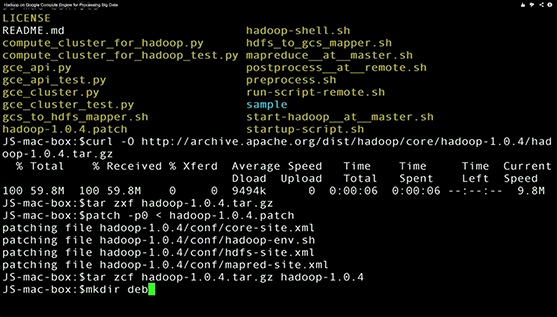 Hadoop on Google Compute Engine for Processing Big Data
JS-mac-box:$ls
LICENSE
README.md hadoop-shell.sh
compute_cluster_for_hadoop.py hdfs_to_gcs_mapper.sh
compute_cluster_for_hadoop_test.py mapreduce__at__master.sh
gce_api.py postprocess__at__reducer.sh
gce_api_test.py preprocess.sh
gce_cluster.py run-script-remote.sh
gce_cluster_test.py sample
gcs_to_hdfs_mapper.sh start-hadoop__at__master.sh
hadoop-1.0.4.patch startup-script.sh
JS-mac-box:$curl -O http://archive.apache.org/dist/hadoop/core/hadoop-1.0.4/had
oop-1.0.4.tar.gz
% Total % Received % Xferd Average Speed Time Time Time Current
Dload Upload Total Spent Left Speed
100 59.8M 100 59.8M 0 0 9494k 0 0:00:06 0:00:06 --:--:-- 9.8M
JS-mac-box:$tar zxf hadoop-1.0.4.tar.gz
JS-mac-box:$patch -p0 < hadoop-1.0.4.patch
patching file hadoop-1.0.4/conf/core-site.xml
patching file hadoop-1.0.4/conf/hadoop-env.sh
patching file hadoop-1.0.4/conf/hdfs-site.xml
patching file hadoop-1.0.4/conf/mapred-site.xml
JS-mac-box:$tar zcf hadoop-1.0.4.tar.gz hadoop-1.0.4
JS-mac-box:$mkdir deb